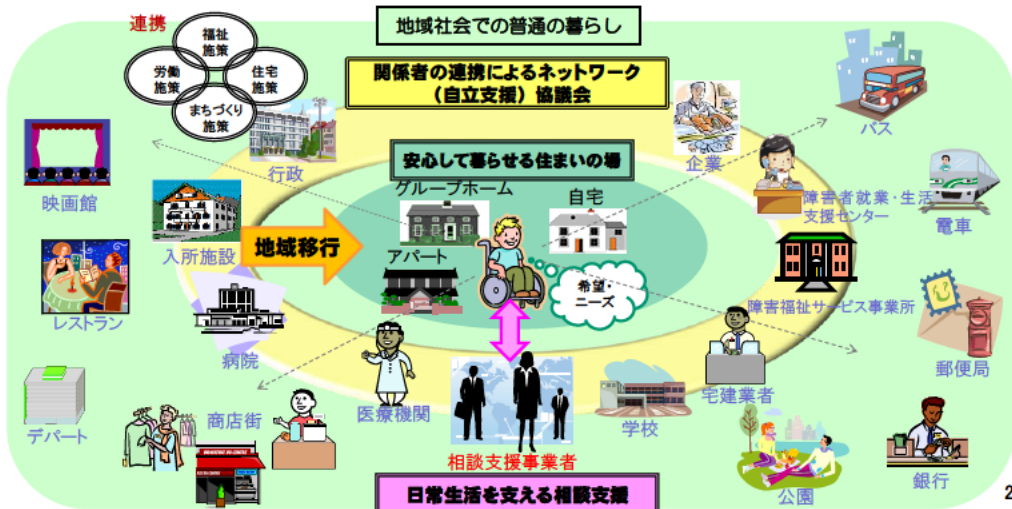 連携
福祉
施策
労働
施策
住宅
施策
まちづくり
施策
地域社会での普通の暮らし
関係者の連携によるネットワーク
(自立支援)協議会
安心して暮らせる住まいの場
行政
企業
バス
映画館
グループホーム
自宅
障害者就業・生活
支援センター
電車
入所施設
地域移行
アパート
希望・
ニーズ
レストラン
障害福祉サービス事業所
病院
郵便局
デパート
商店街
医療機関
相談支援事業者
学校
宅建業者
公園
銀行
日常生活を支える相談支援
2